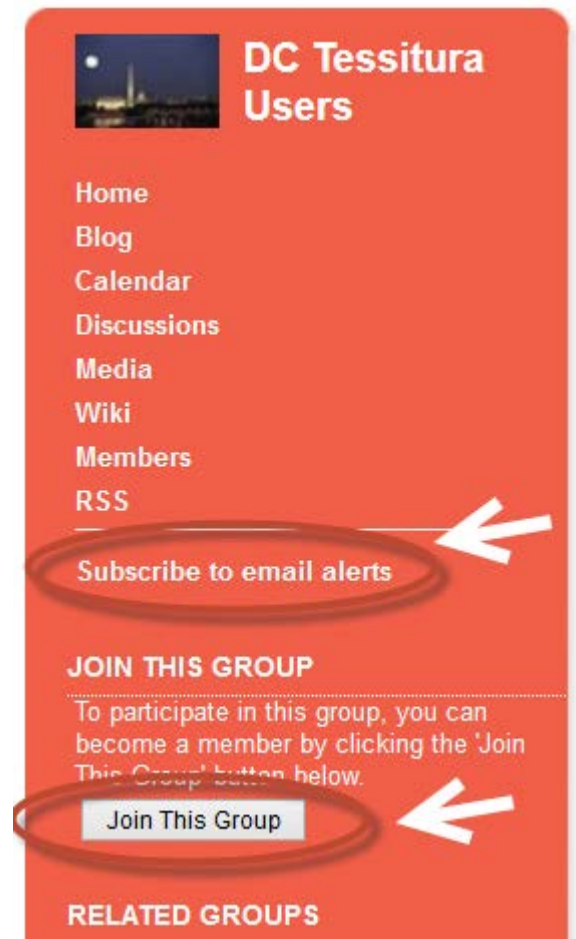 DC Tessitura
Users
Home
Blog
Calendar
Discussions
Media
Wiki
Members
RSS
Subscribe to email alerts
JOIN THIS GROUP
To participate in this group, you can
become a member by clicking the 'Join
This Group' button below.
Join This Group
RELATED GROUPS